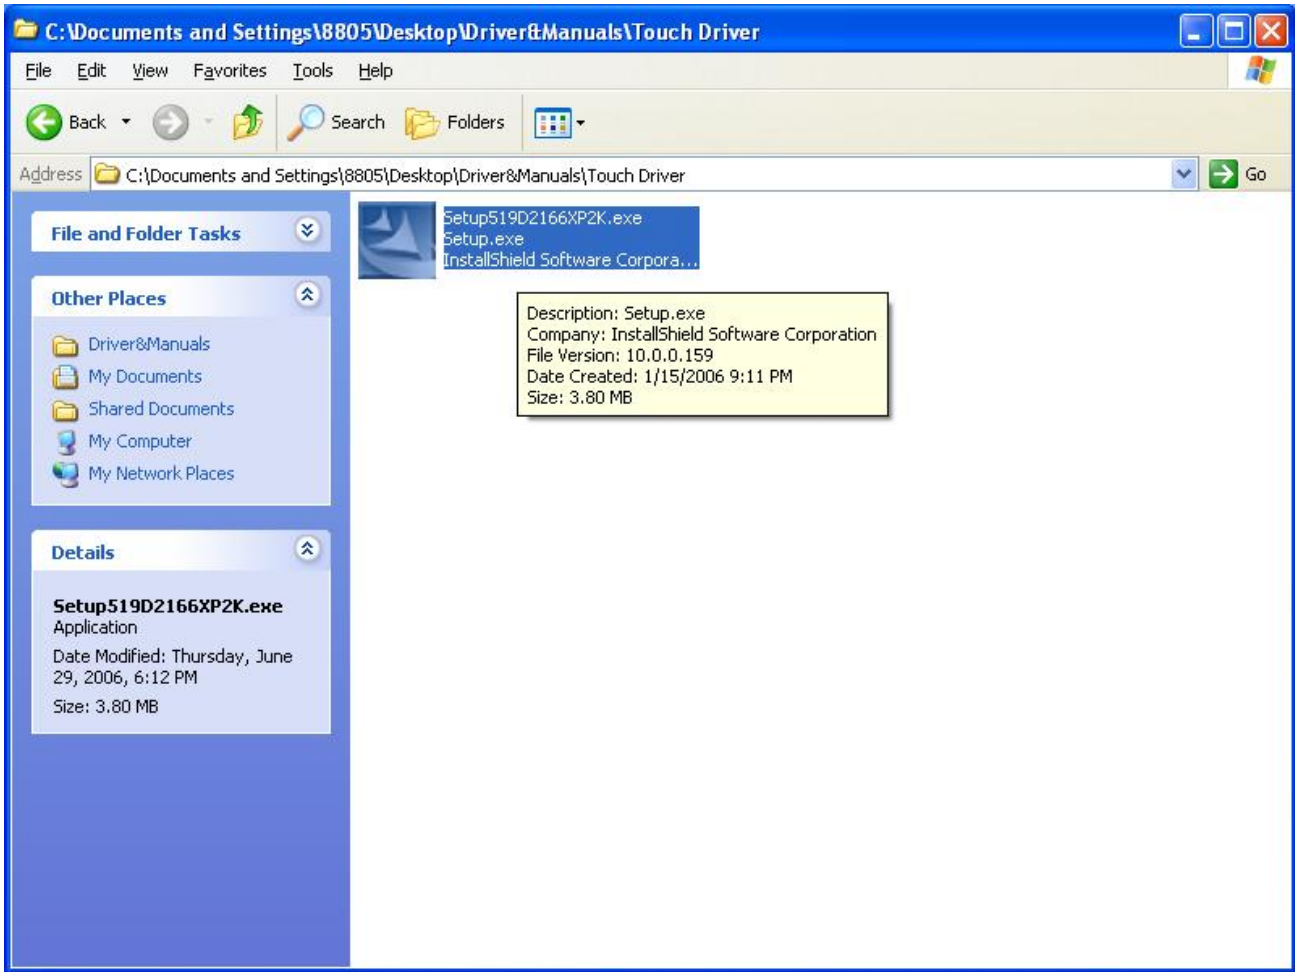 C:\Documents and Settings\8805\Desktop\Driver&Manuals\Touch Driver
File Edit View Favorites Tools Help
Back Search Folders
Address C:\Documents and Settings\8805\Desktop\Driver&Manuals\Touch Driver Go
File and Folder Tasks
Other Places
Driver&Manuals
My Documents
Shared Documents
My Computer
My Network Places
Details
Setup519D2166XP2K.exe
Application
Date Modified: Thursday, June
29, 2006, 6:12 PM
Size: 3.80 MB
Setup519D2166XP2K.exe
Setup.exe
InstallShield Software Corpora...
Description: Setup.exe
Company: InstallShield Software Corporation
File Version: 10.0.0.159
Date Created: 1/15/2006 9:11 PM
Size: 3.80 MB